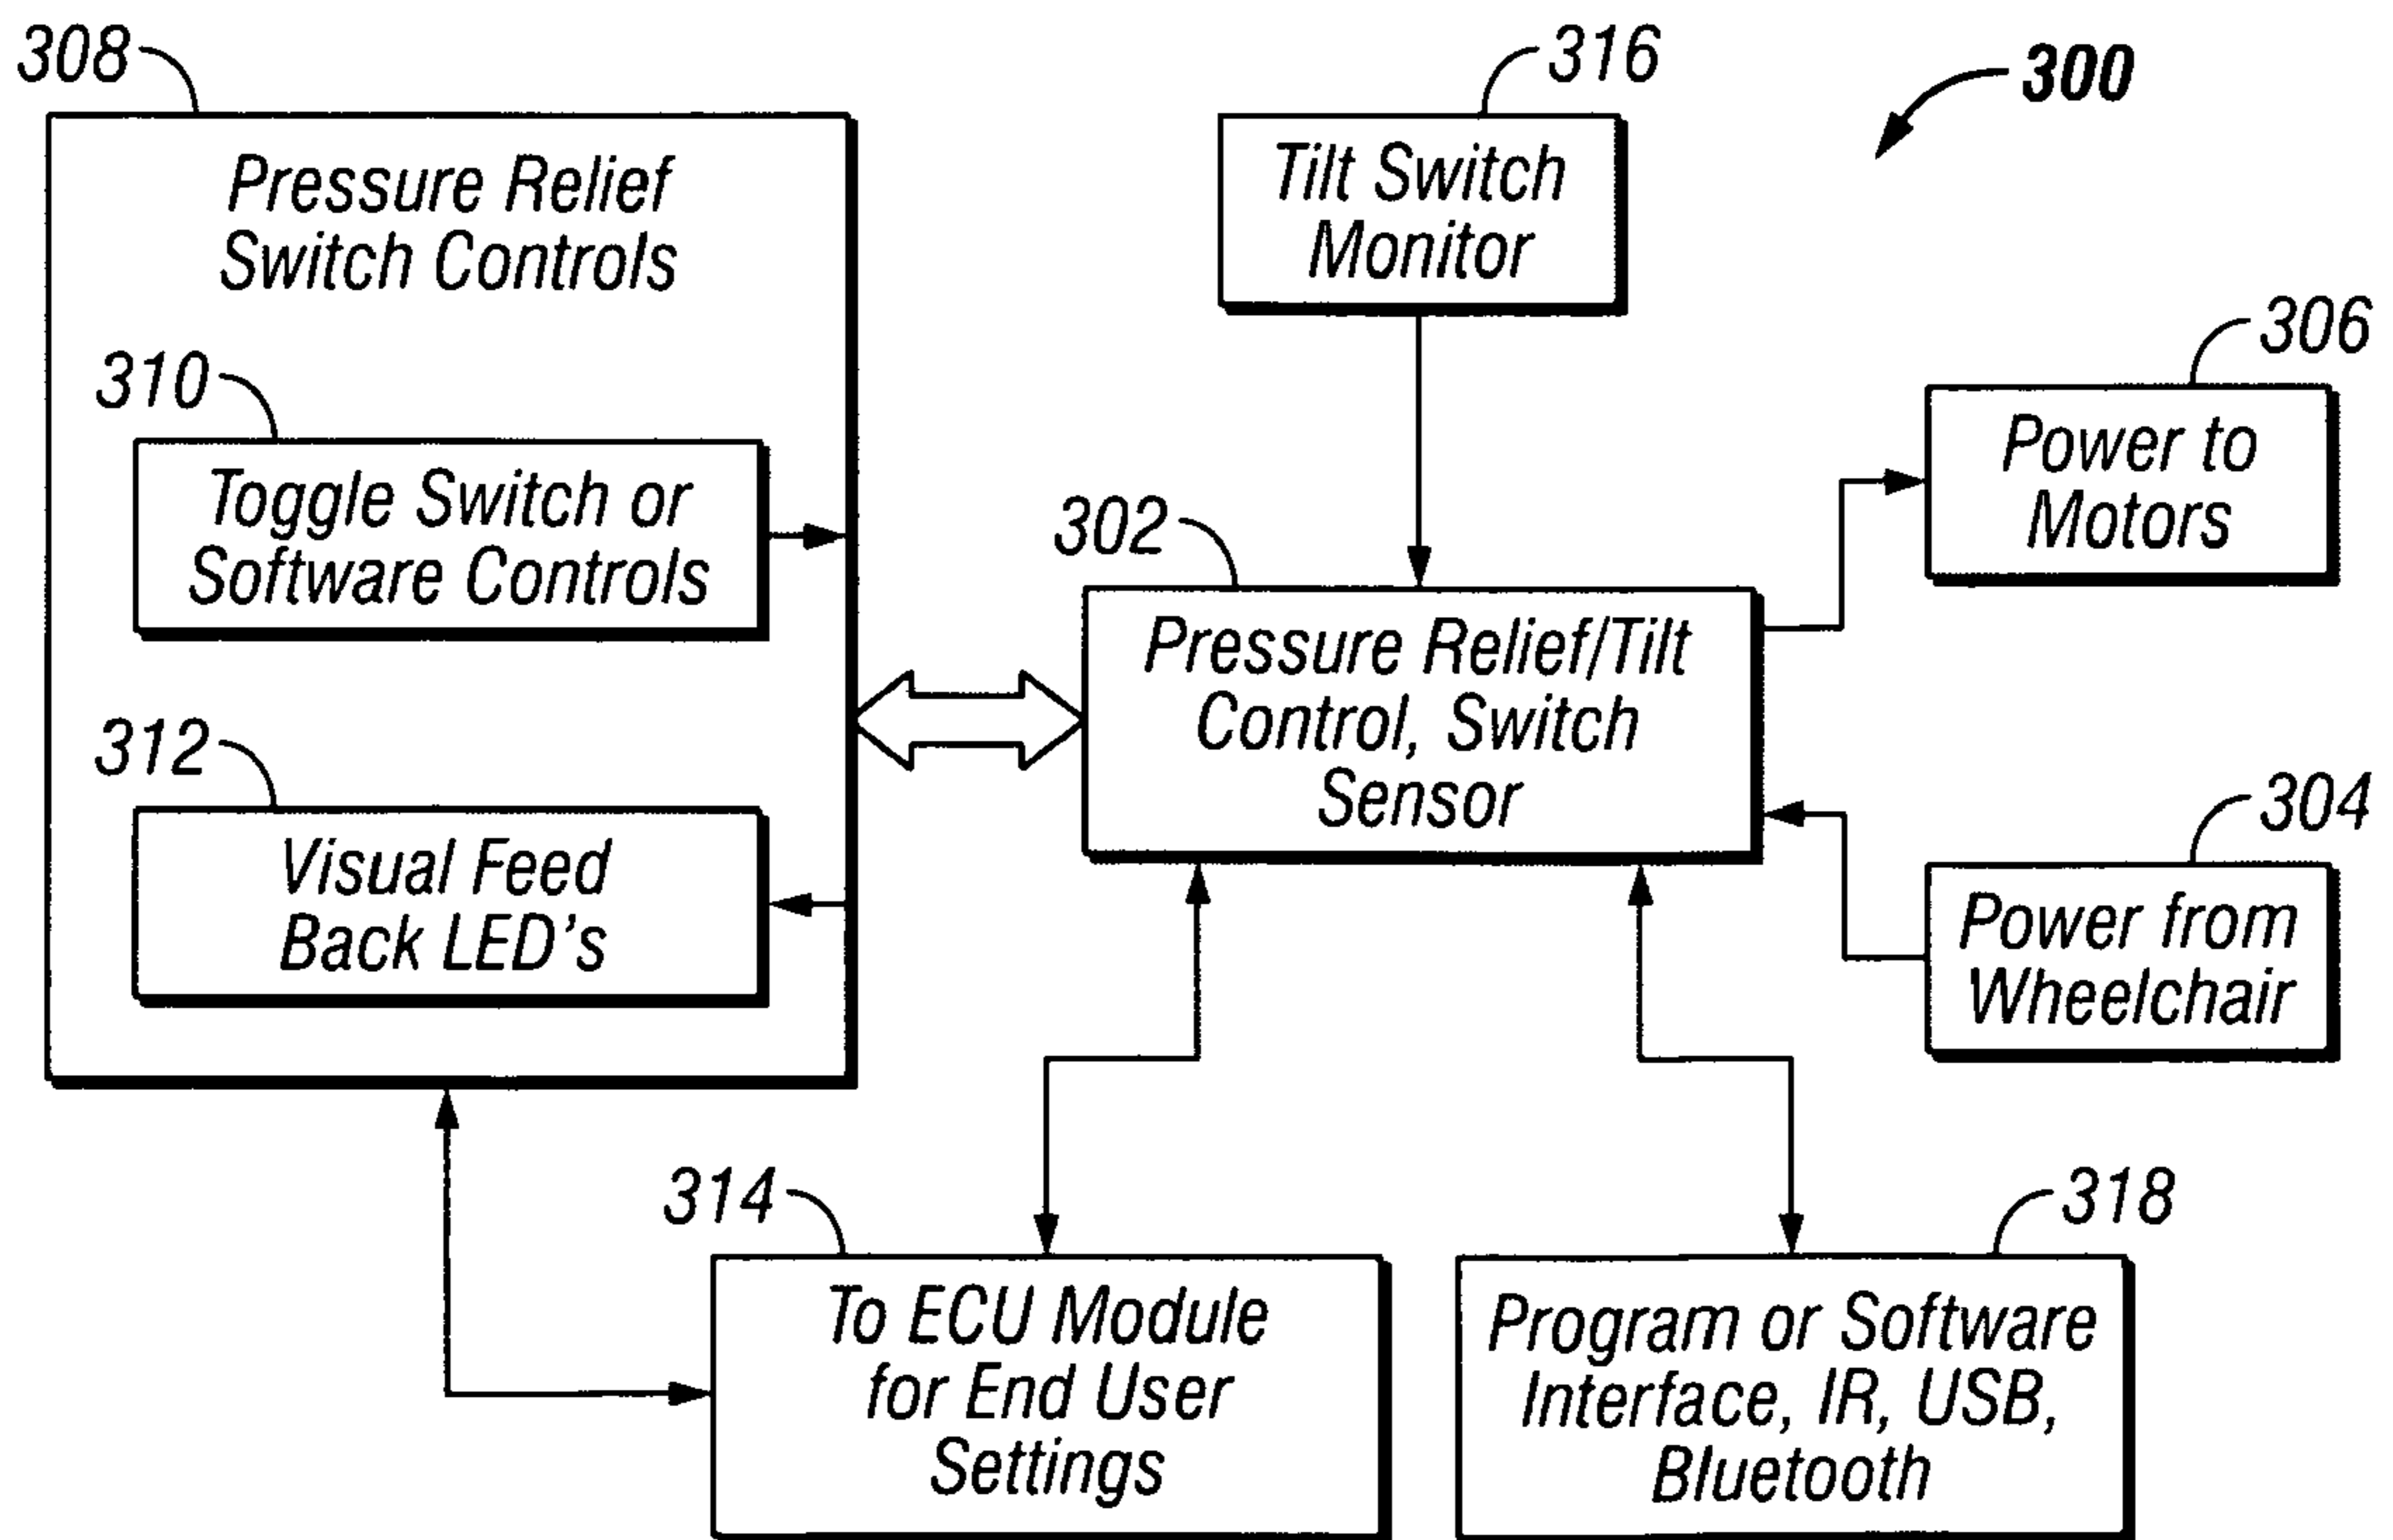 308
Pressure Relief
Switch Controls
310
Toggle Switch or
Software Controls
312
Visual Feed
Back LED's
316
Tilt Switch
Monitor
300
306
Power to
Motors
302
Pressure Relief/Tilt
Control, Switch
Sensor
304
Power from
Wheelchair
314
To ECU Module
for End User
Settings
318
Program or Software
Interface, IR, USB,
Bluetooth